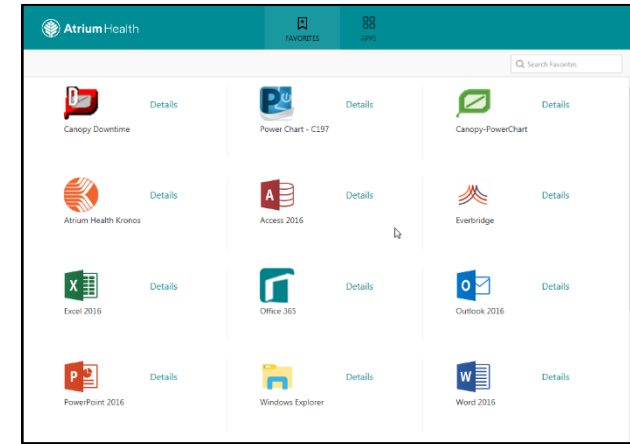 Atrium Health
FAVORITES
APPS
Search Favorites
Details
Details
Details
Canopy Downtime
Power Chart - C197
Canopy-PowerChart
Details
Details
Details
Atrium Health Kronos
Access 2016
Everbridge
Details
Details
Details
Excel 2016
Office 365
Outlook 2016
Details
Details
Details
PowerPoint 2016
Windows Explorer
Word 2016